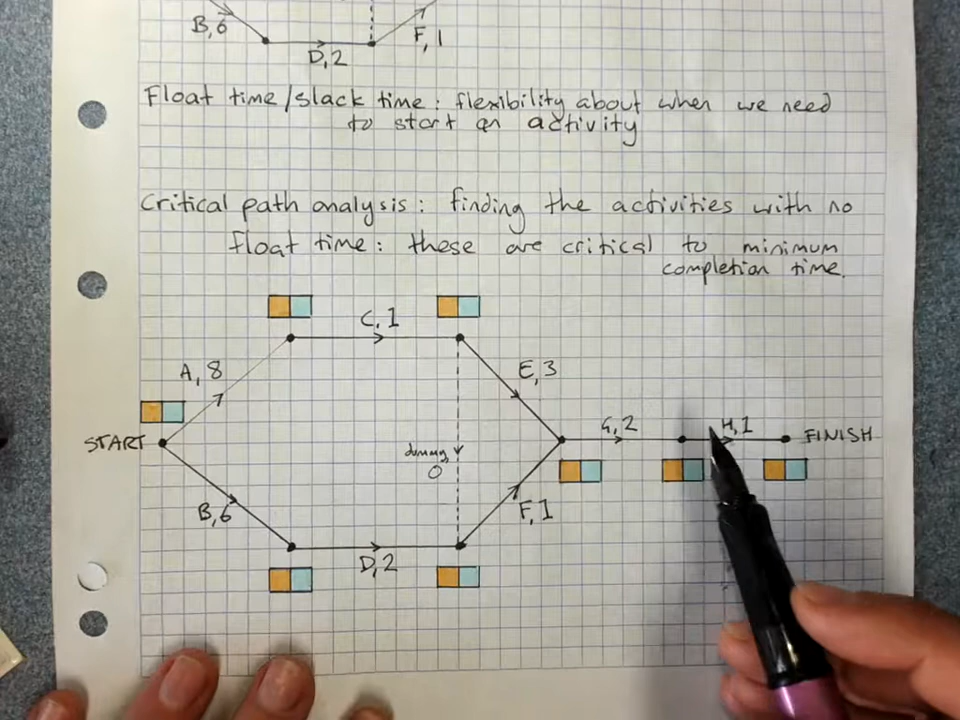 B,6
D,2
F,1
Float time/slack time: flexibility about when we need
to start an activity
Critical path analysis: finding the activities with no
float time: these are critical to minimum
completion time.
C,1
A,8
E,3
START
G,2
H,1
FINISH
dummy,
0
B,6
F,1
D,2